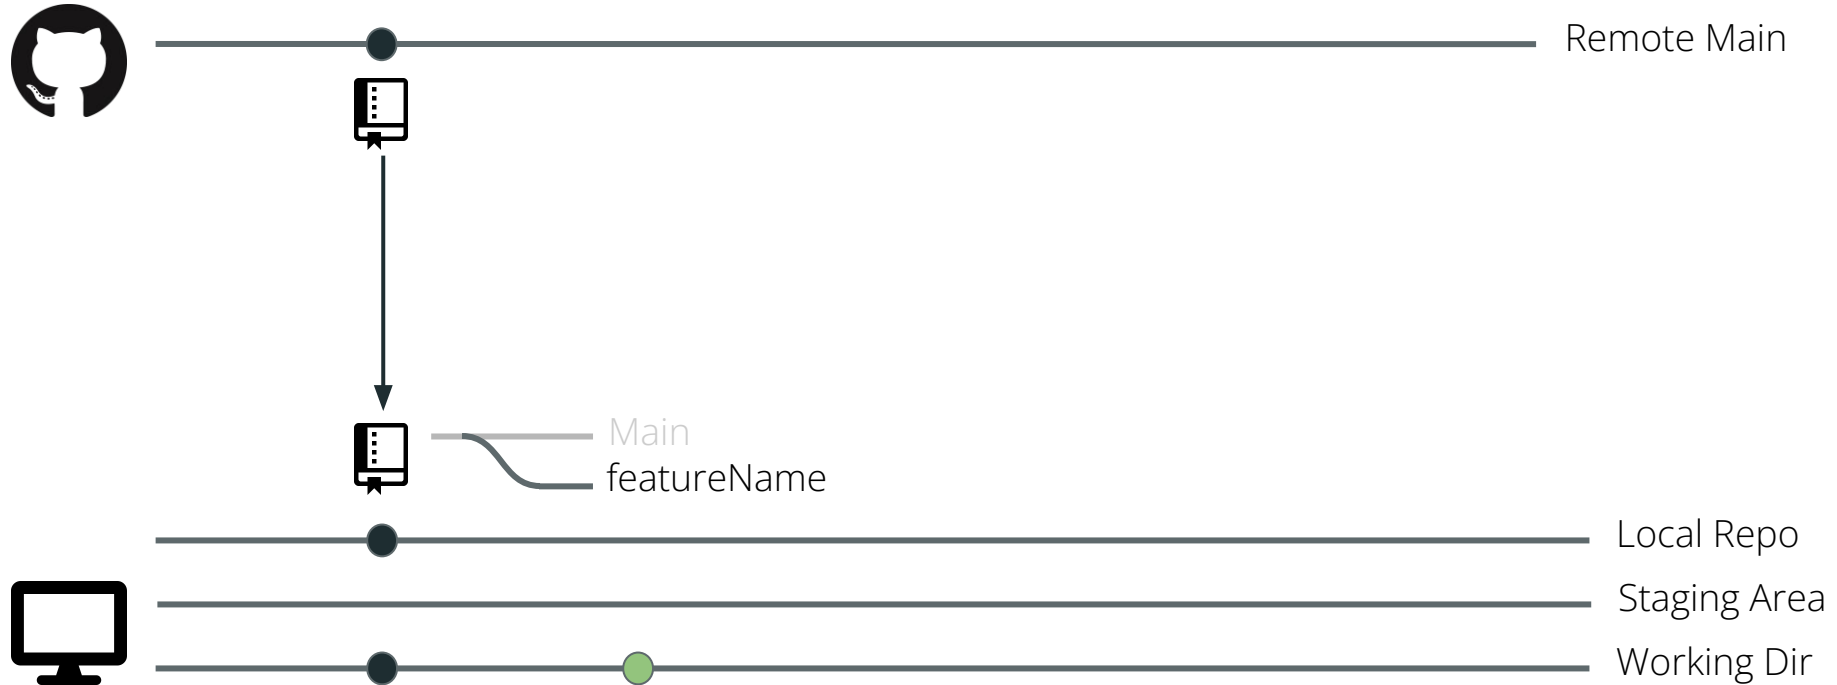 Remote Main
Main
featureName
Local Repo
Staging Area
Working Dir